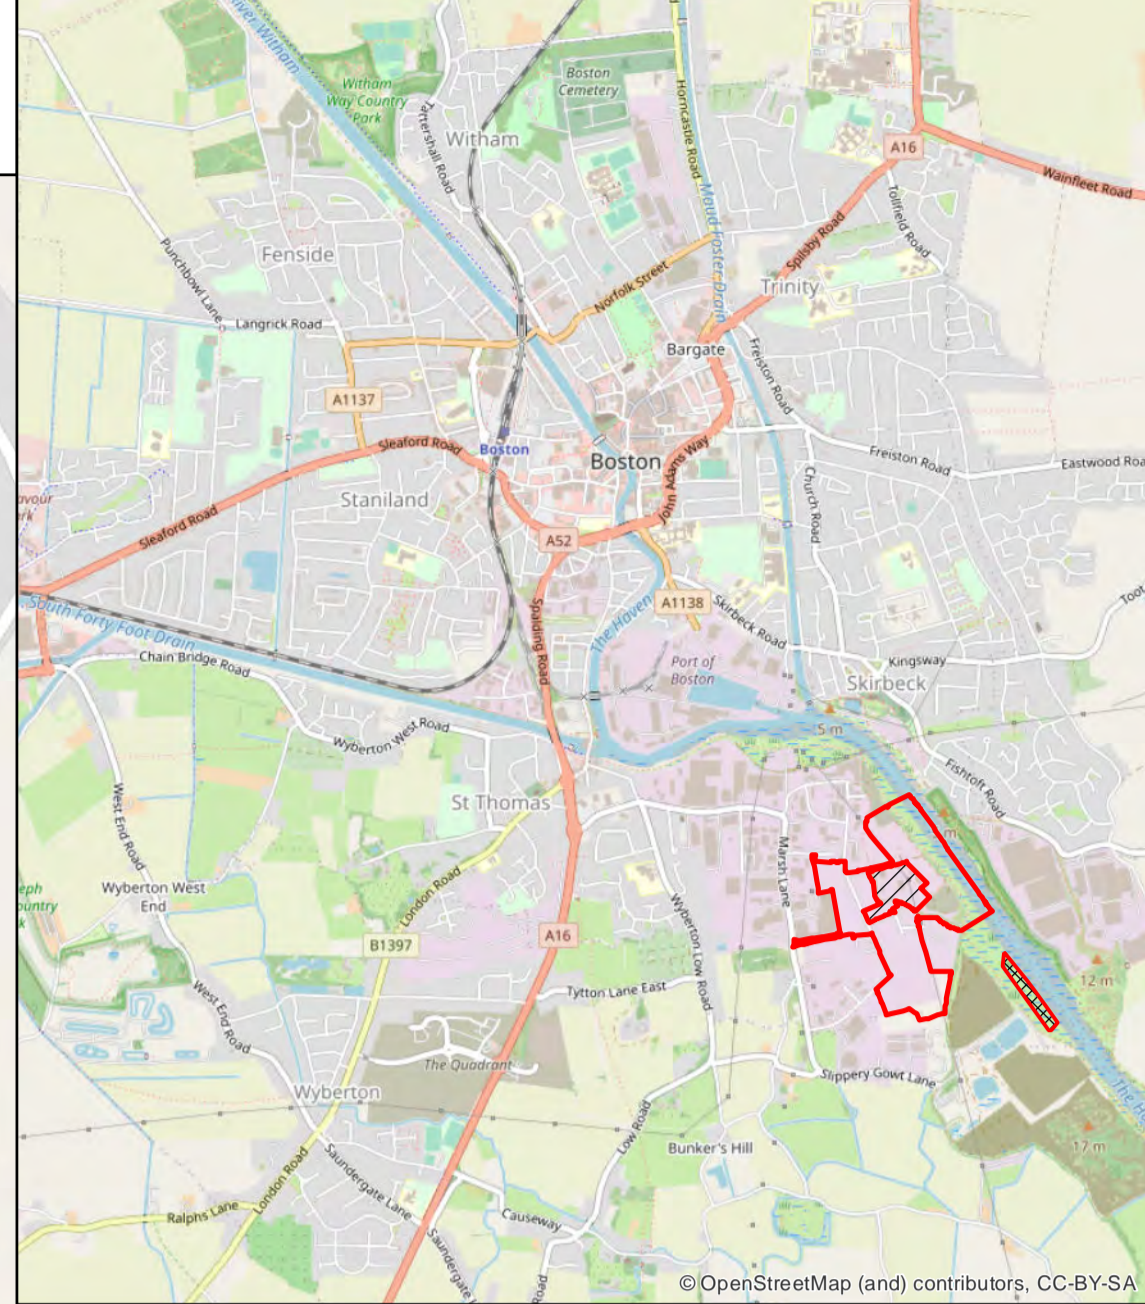 River Witham
Witham
Way Country
Park
Boston
Cemetery
Horncastle Road
Tattershall Road
Witham
A16
Wainfleet Road
Tollfield Road
Maud Foster Drain
Punchbowl Lane
Fenside
Spilsby Road
Norfolk Street
Trinity
Langrick Road
Bargate
Freiston Road
A1137
Sleaford Road
Boston
Boston
John Adams Way
Freiston Road
Eastwood Roa
Staniland
Church Road
Sleaford Road
A52
South Forty Foot Drain
Spalding Road
The Haven
A1138
Skirbeck Road
Chain Bridge Road
Port of
Boston
Kingsway
Skirbeck
Toot
Wyberton West Road
5 m
Fishtoft Road
West End Road
St Thomas
Marsh Lane
London Road
Wyberton West
End
Wyberton Low Road
B1397
A16
12 m
West End Road
Tytton Lane East
The Quadrant
Slippery Gowt Lane
Wyberton
Low Road
Bunker's Hill
17 m
Saundergate Lane
London Road
Ralphs Lane
Causeway
Saundergate
Road
© OpenStreetMap (and) contributors, CC-BY-SA